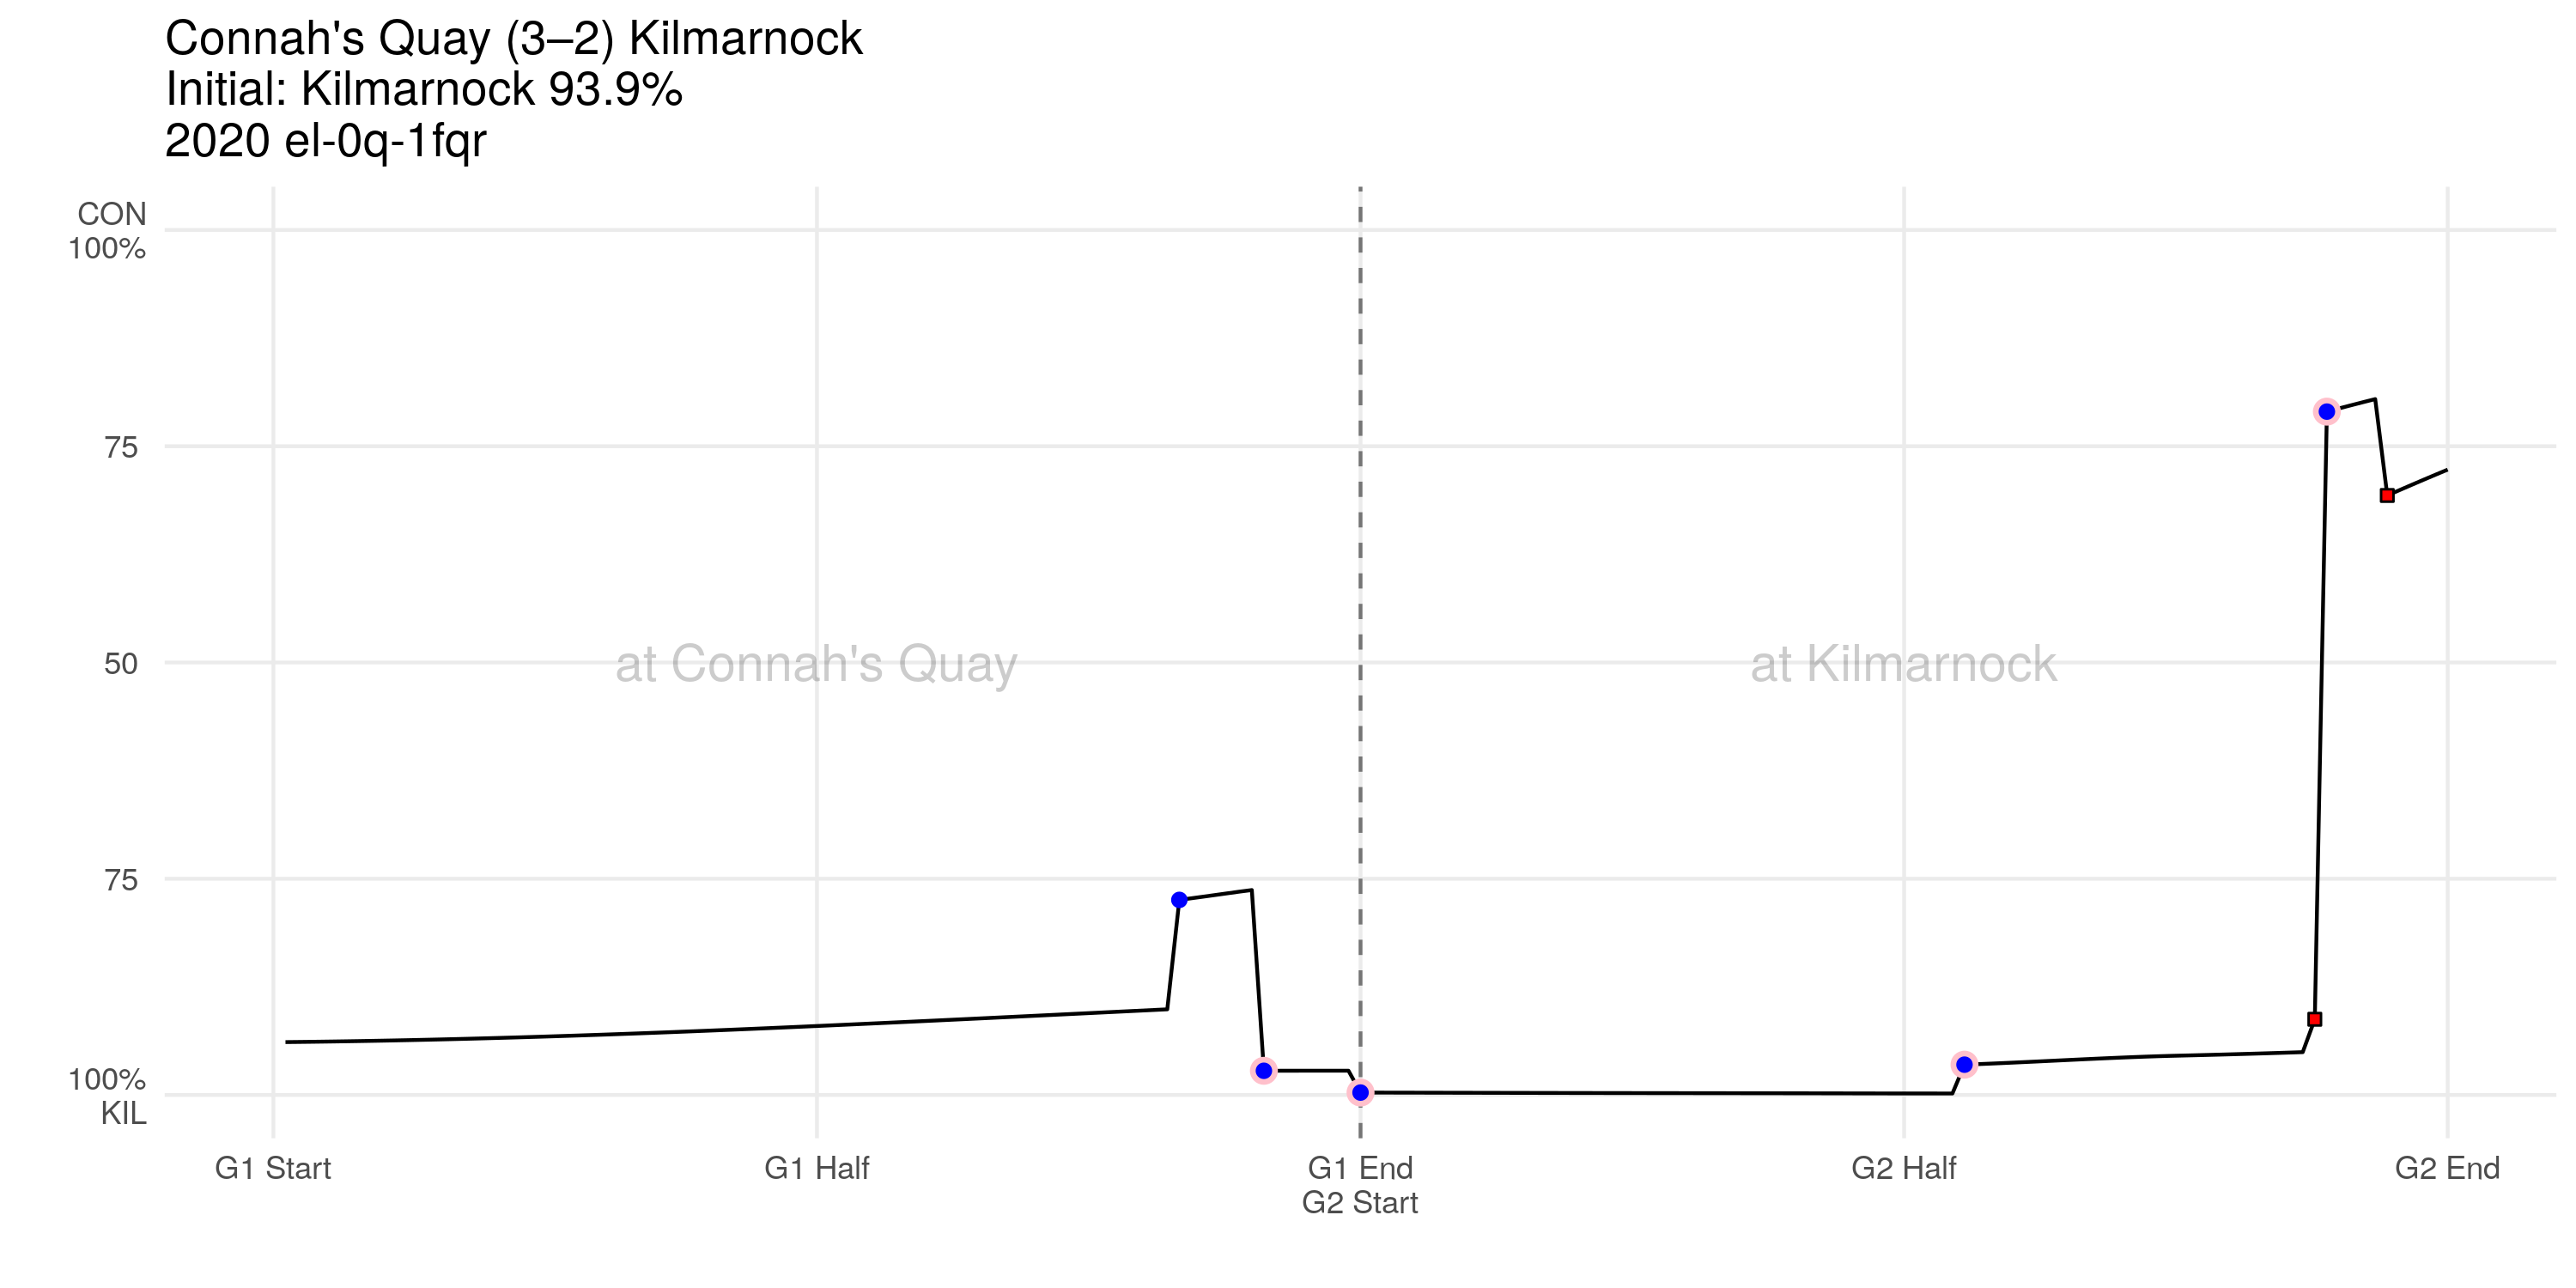 Connah's Quay (3–2) Kilmarnock
Initial: Kilmarnock 93.9%
2020 el-0q-1fqr
CON
100%
75
50
75
100%
KIL
at Connah's Quay
at Kilmarnock
G1 Start
G1 Half
G1 End
G2 Start
G2 Half
G2 End